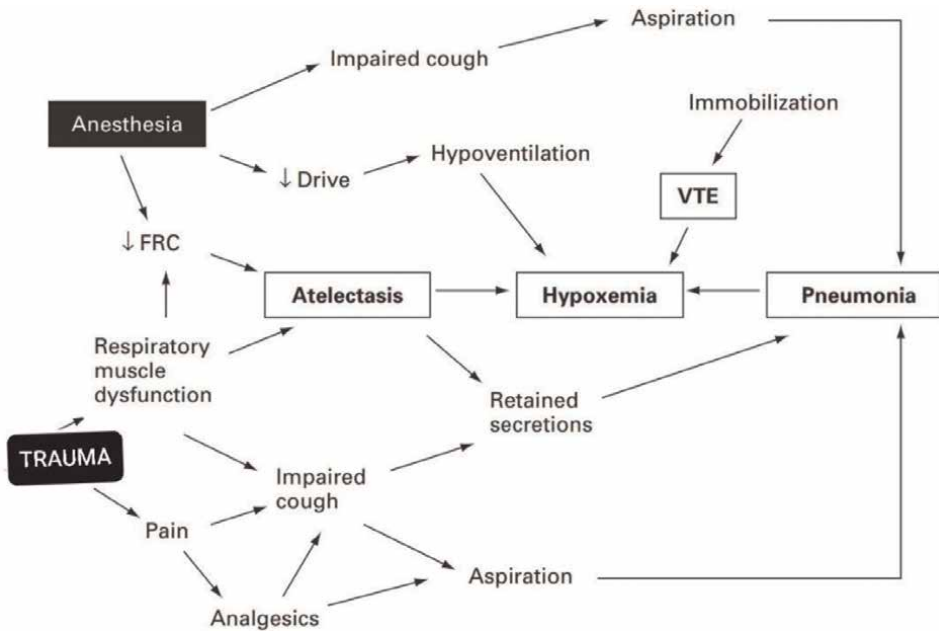 Aspiration
Impaired cough
Immobilization
Anesthesia
Hypoventilation
↓ Drive
VTE
↓ FRC
Atelectasis
Hypoxemia
Pneumonia
Respiratory
muscle
dysfunction
Retained
secretions
TRAUMA
Impaired
cough
Pain
Aspiration
Analgesics